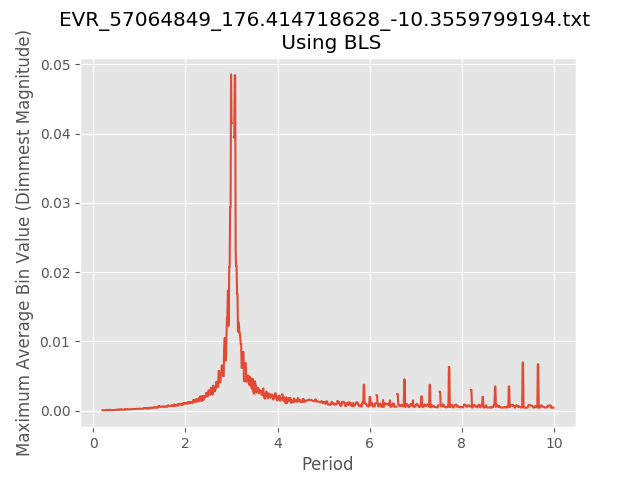 EVR_57064849_176.414718628_-10.3559799194.txt
Using BLS
Maximum Average Bin Value (Dimmest Magnitude)
0.05
0.04
0.03
0.02
0.01
0.00
0 2 4 6 8 10
Period